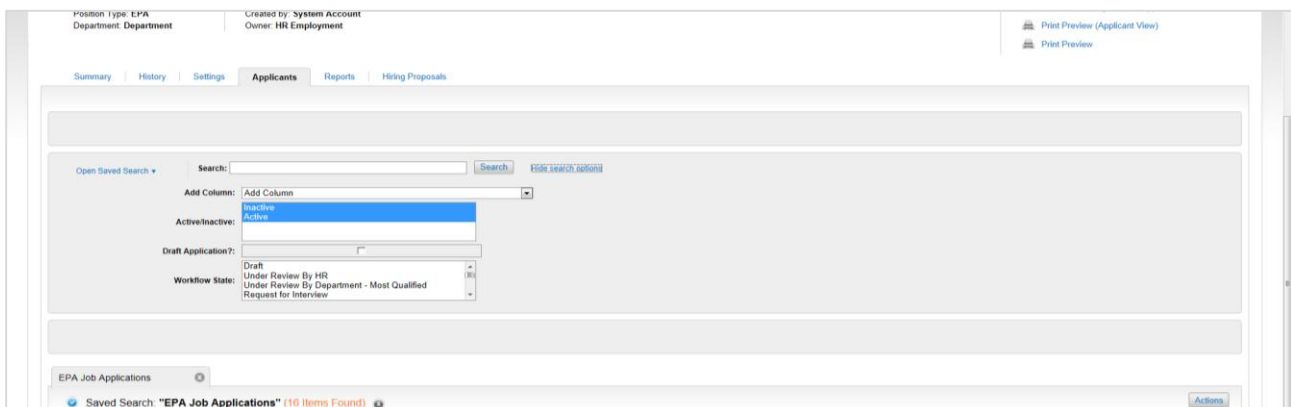 Position Type: EPA
Created by: System Account
Department: Department
Owner: HR Employment
Print Preview (Applicant View)
Print Preview
Summary History Settings Applicants Reports Hiring Proposals
Open Saved Search Search: Search Hide search options
Add Column: Add Column
Active/Inactive: Inactive
Active
Draft Application?:
Workflow State: Draft
Under Review By HR
Under Review By Department - Most Qualified
Request for Interview
EPA Job Applications
Saved Search: "EPA Job Applications" (16 Items Found) Actions